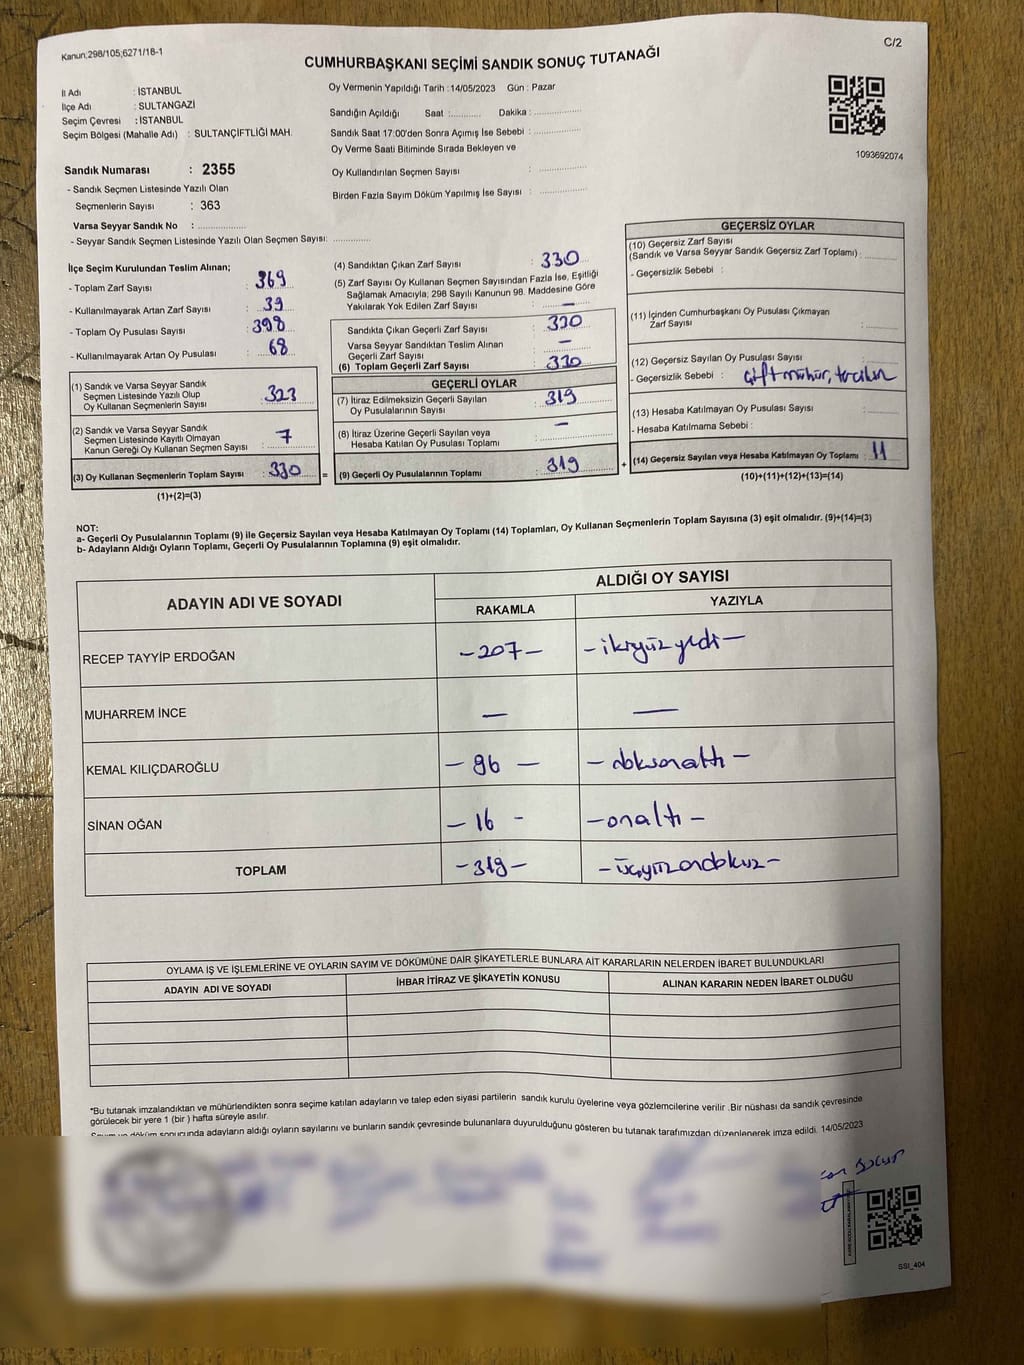 Kanun;298/105;6271/18-1
C/2
CUMHURBAŞKANI SEÇİMİ SANDIK SONUÇ TUTANAĞI
İl Adı : İSTANBUL
İlçe Adı : SULTANGAZİ
Seçim Çevresi : İSTANBUL
Seçim Bölgesi (Mahalle Adı) : SULTANÇİFTLİĞİ MAH.
Oy Vermenin Yapıldığı Tarih :14/05/2023 Gün : Pazar
Sandığın Açıldığı Saat :........... Dakika :................
Sandık Saat 17:00'den Sonra Açımış İse Sebebi :................
Oy Verme Saati Bitiminde Sırada Bekleyen ve
Oy Kullandırılan Seçmen Sayısı :................
Birden Fazla Sayım Döküm Yapılmış İse Sayısı :................
1093692074
Sandık Numarası : 2355
- Sandık Seçmen Listesinde Yazılı Olan
Seçmenlerin Sayısı : 363
Varsa Seyyar Sandık No :................
- Seyyar Sandık Seçmen Listesinde Yazılı Olan Seçmen Sayısı:.............
İlçe Seçim Kurulundan Teslim Alınan;
- Toplam Zarf Sayısı : 369
- Kullanılmayarak Artan Zarf Sayısı : 39
- Toplam Oy Pusulası Sayısı : 398
- Kullanılmayarak Artan Oy Pusulası : 68
(1) Sandık ve Varsa Seyyar Sandık
Seçmen Listesinde Yazılı Olup
Oy Kullanan Seçmenlerin Sayısı : 323
(2) Sandık ve Varsa Seyyar Sandık
Seçmen Listesinde Kayıtlı Olmayan
Kanun Gereği Oy Kullanan Seçmen Sayısı : 7
(3) Oy Kullanan Seçmenlerin Toplam Sayısı : 330 =
(1)+(2)=(3)
(4) Sandıktan Çıkan Zarf Sayısı : 330
(5) Zarf Sayısı Oy Kullanan Seçmen Sayısından Fazla İse, Eşitliği
Sağlamak Amacıyla; 298 Sayılı Kanunun 98. Maddesine Göre
Yakılarak Yok Edilen Zarf Sayısı : —
Sandıkta Çıkan Geçerli Zarf Sayısı : 330
Varsa Seyyar Sandıktan Teslim Alınan
Geçerli Zarf Sayısı : —
(6) Toplam Geçerli Zarf Sayısı : 330
GEÇERLİ OYLAR
(7) İtiraz Edilmeksizin Geçerli Sayılan
Oy Pusulalarının Sayısı : 319
(8) İtiraz Üzerine Geçerli Sayılan veya
Hesaba Katılan Oy Pusulası Toplamı : —
(9) Geçerli Oy Pusulalarının Toplamı : 319 +
GEÇERSİZ OYLAR
(10) Geçersiz Zarf Sayısı
(Sandık ve Varsa Seyyar Sandık Geçersiz Zarf Toplamı) :............
- Geçersizlik Sebebi :
(11) İçinden Cumhurbaşkanı Oy Pusulası Çıkmayan
Zarf Sayısı :............
(12) Geçersiz Sayılan Oy Pusulası Sayısı :............
- Geçersizlik Sebebi : Çift mühür,
(13) Hesaba Katılmayan Oy Pusulası Sayısı :............
- Hesaba Katılmama Sebebi :
(14) Geçersiz Sayılan veya Hesaba Katılmayan Oy Toplamı : 11
(10)+(11)+(12)+(13)=(14)
NOT:
a- Geçerli Oy Pusulalarının Toplamı (9) ile Geçersiz Sayılan veya Hesaba Katılmayan Oy Toplamı (14) Toplamları, Oy Kullanan Seçmenlerin Toplam Sayısına (3) eşit olmalıdır. (9)+(14)=(3)
b- Adayların Aldığı Oyların Toplamı, Geçerli Oy Pusulalarının Toplamına (9) eşit olmalıdır.
ADAYIN ADI VE SOYADI
ALDIĞI OY SAYISI
RAKAMLA YAZIYLA
RECEP TAYYİP ERDOĞAN -207- -ikiyüzyedi-
MUHARREM İNCE — —
KEMAL KILIÇDAROĞLU - 96 - - doksanaltı -
SİNAN OĞAN - 16 - -onaltı -
TOPLAM -319- -üçyüzondokuz-
OYLAMA İŞ VE İŞLEMLERİNE VE OYLARIN SAYIM VE DÖKÜMÜNE DAİR ŞİKAYETLERLE BUNLARA AİT KARARLARIN NELERDEN İBARET BULUNDUKLARI
ADAYIN ADI VE SOYADI İHBAR İTİRAZ VE ŞİKAYETİN KONUSU ALINAN KARARIN NEDEN İBARET OLDUĞU
*Bu tutanak imzalandıktan ve mühürlendikten sonra seçime katılan adayların ve talep eden siyasi partilerin sandık kurulu üyelerine veya gözlemcilerine verilir .Bir nüshası da sandık çevresinde
görülecek bir yere 1 (bir ) hafta süreyle asılır.
Sayım ve döküm sonucunda adayların aldığı oyların sayılarını ve bunların sandık çevresinde bulunanlara duyurulduğunu gösteren bu tutanak tarafımızdan düzenlenerek imza edildi. 14/05/2023
SSI_404